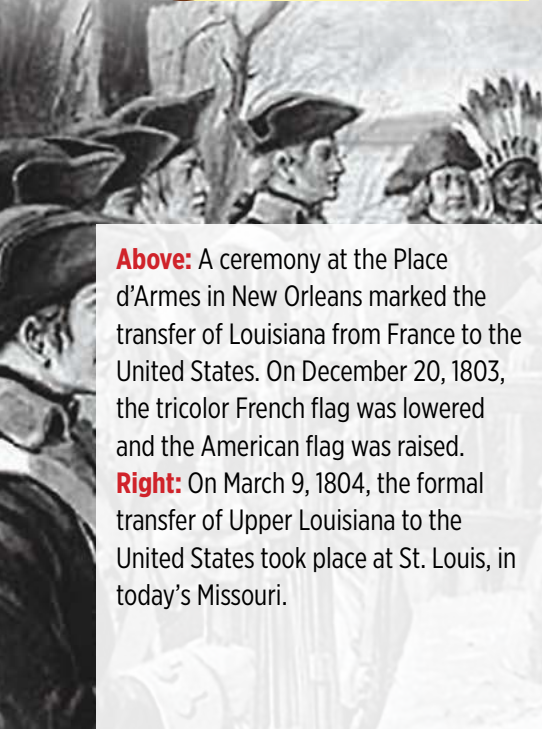 Above: A ceremony at the Place
d’Armes in New Orleans marked the
transfer of Louisiana from France to the
United States. On December 20, 1803,
the tricolor French flag was lowered
and the American flag was raised.
Right: On March 9, 1804, the formal
transfer of Upper Louisiana to the
United States took place at St. Louis, in
today’s Missouri.